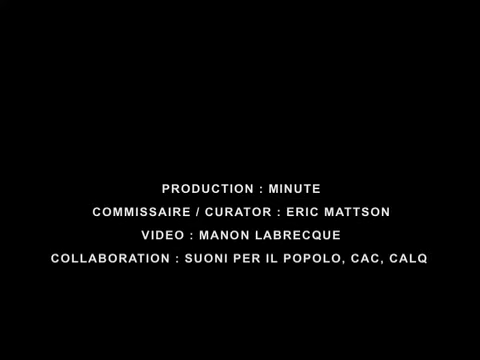 PRODUCTION : MINUTE
COMMISSAIRE / CURATOR : ERIC MATTSON
VIDEO : MANON LABRECQUE
COLLABORATION : SUONI PER IL POPOLO, CAC, CALQ